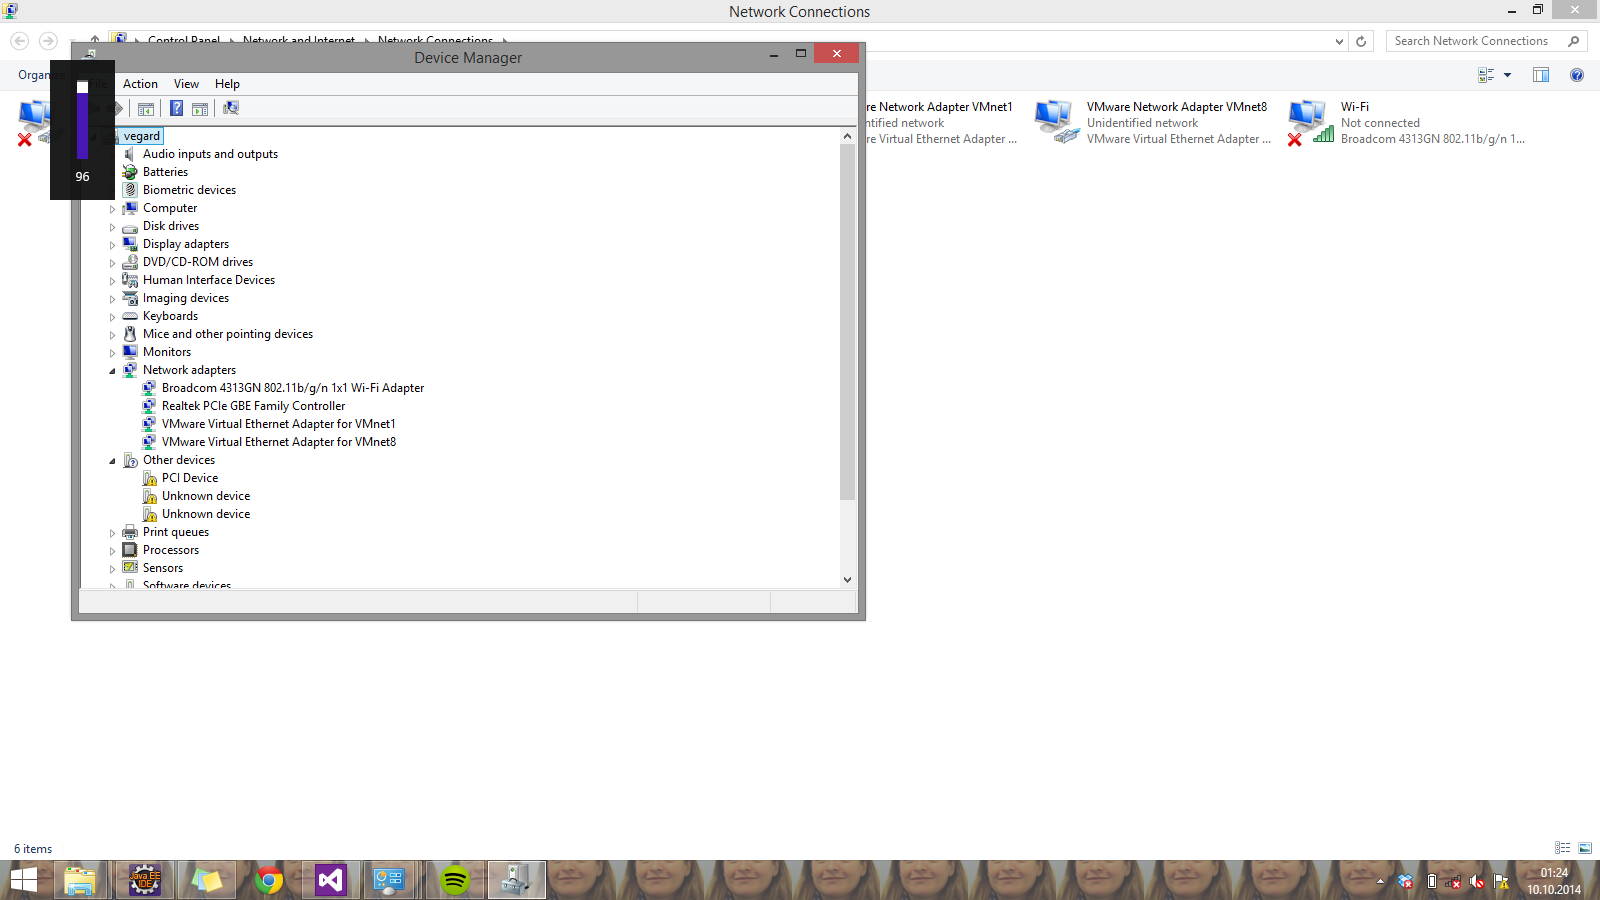 Network Connections
Control Panel Network and Internet Network Connections
Search Network Connections
Device Manager
Action View Help
96
vegard
Audio inputs and outputs
Batteries
Biometric devices
Computer
Disk drives
Display adapters
DVD/CD-ROM drives
Human Interface Devices
Imaging devices
Keyboards
Mice and other pointing devices
Monitors
Network adapters
Broadcom 4313GN 802.11b/g/n 1x1 Wi-Fi Adapter
Realtek PCIe GBE Family Controller
VMware Virtual Ethernet Adapter for VMnet1
VMware Virtual Ethernet Adapter for VMnet8
Other devices
PCI Device
Unknown device
Unknown device
Print queues
Processors
Sensors
Software devices
re Network Adapter VMnet1
ntified network
re Virtual Ethernet Adapter ...
VMware Network Adapter VMnet8
Unidentified network
VMware Virtual Ethernet Adapter ...
Wi-Fi
Not connected
Broadcom 4313GN 802.11b/g/n 1...
6 items
Java EE
IDE
01:24
10.10.2014